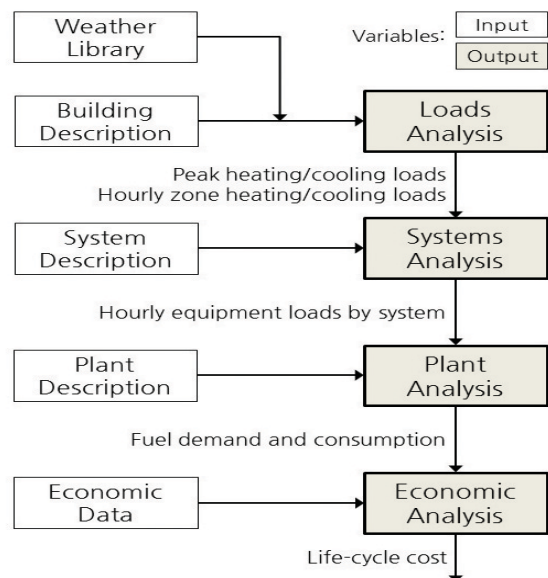 Weather
Library
Variables:
Input
Output
Building
Description
Loads
Analysis
Peak heating/cooling loads
Hourly zone heating/cooling loads
System
Description
Systems
Analysis
Hourly equipment loads by system
Plant
Description
Plant
Analysis
Fuel demand and consumption
Economic
Data
Economic
Analysis
Life-cycle cost